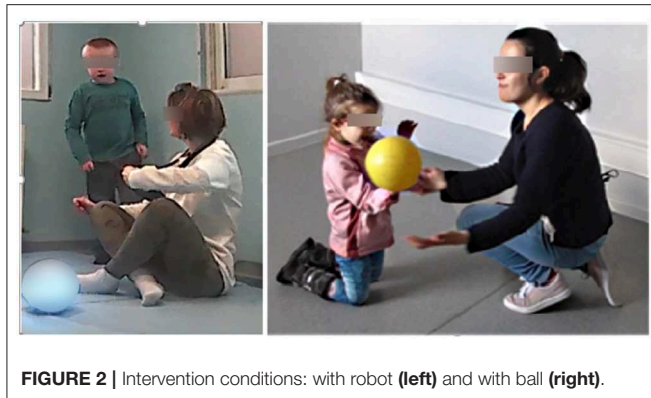 FIGURE 2 | Intervention conditions: with robot (left) and with ball (right).